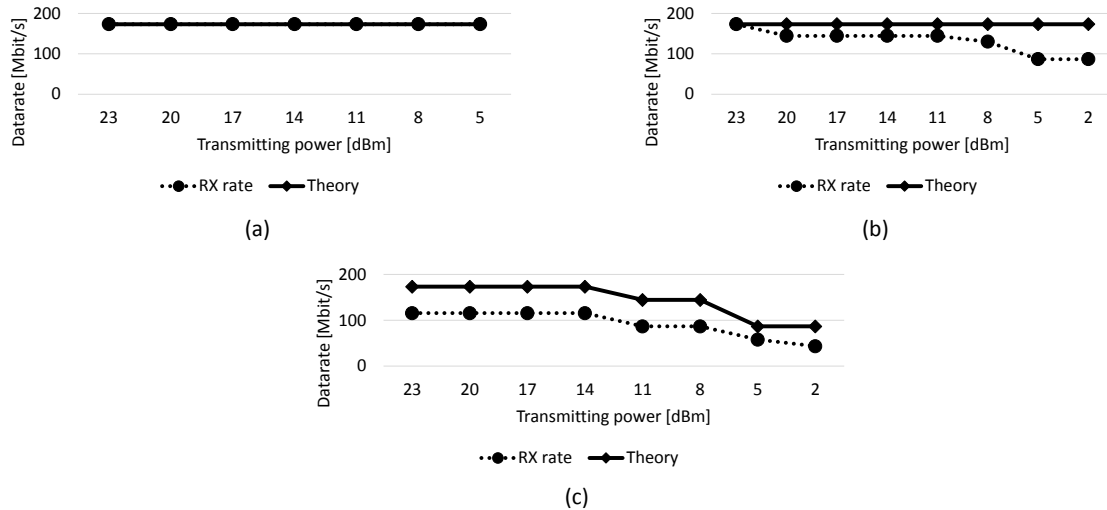 200
100
0
Datarate [Mbit/s]
23 20 17 14 11 8 5
Transmitting power [dBm]
RX rate Theory
(a)
200
100
0
Datarate [Mbit/s]
23 20 17 14 11 8 5 2
Transmitting power [dBm]
RX rate Theory
(b)
200
100
0
Datarate [Mbit/s]
23 20 17 14 11 8 5 2
Transmitting power [dBm]
RX rate Theory
(c)